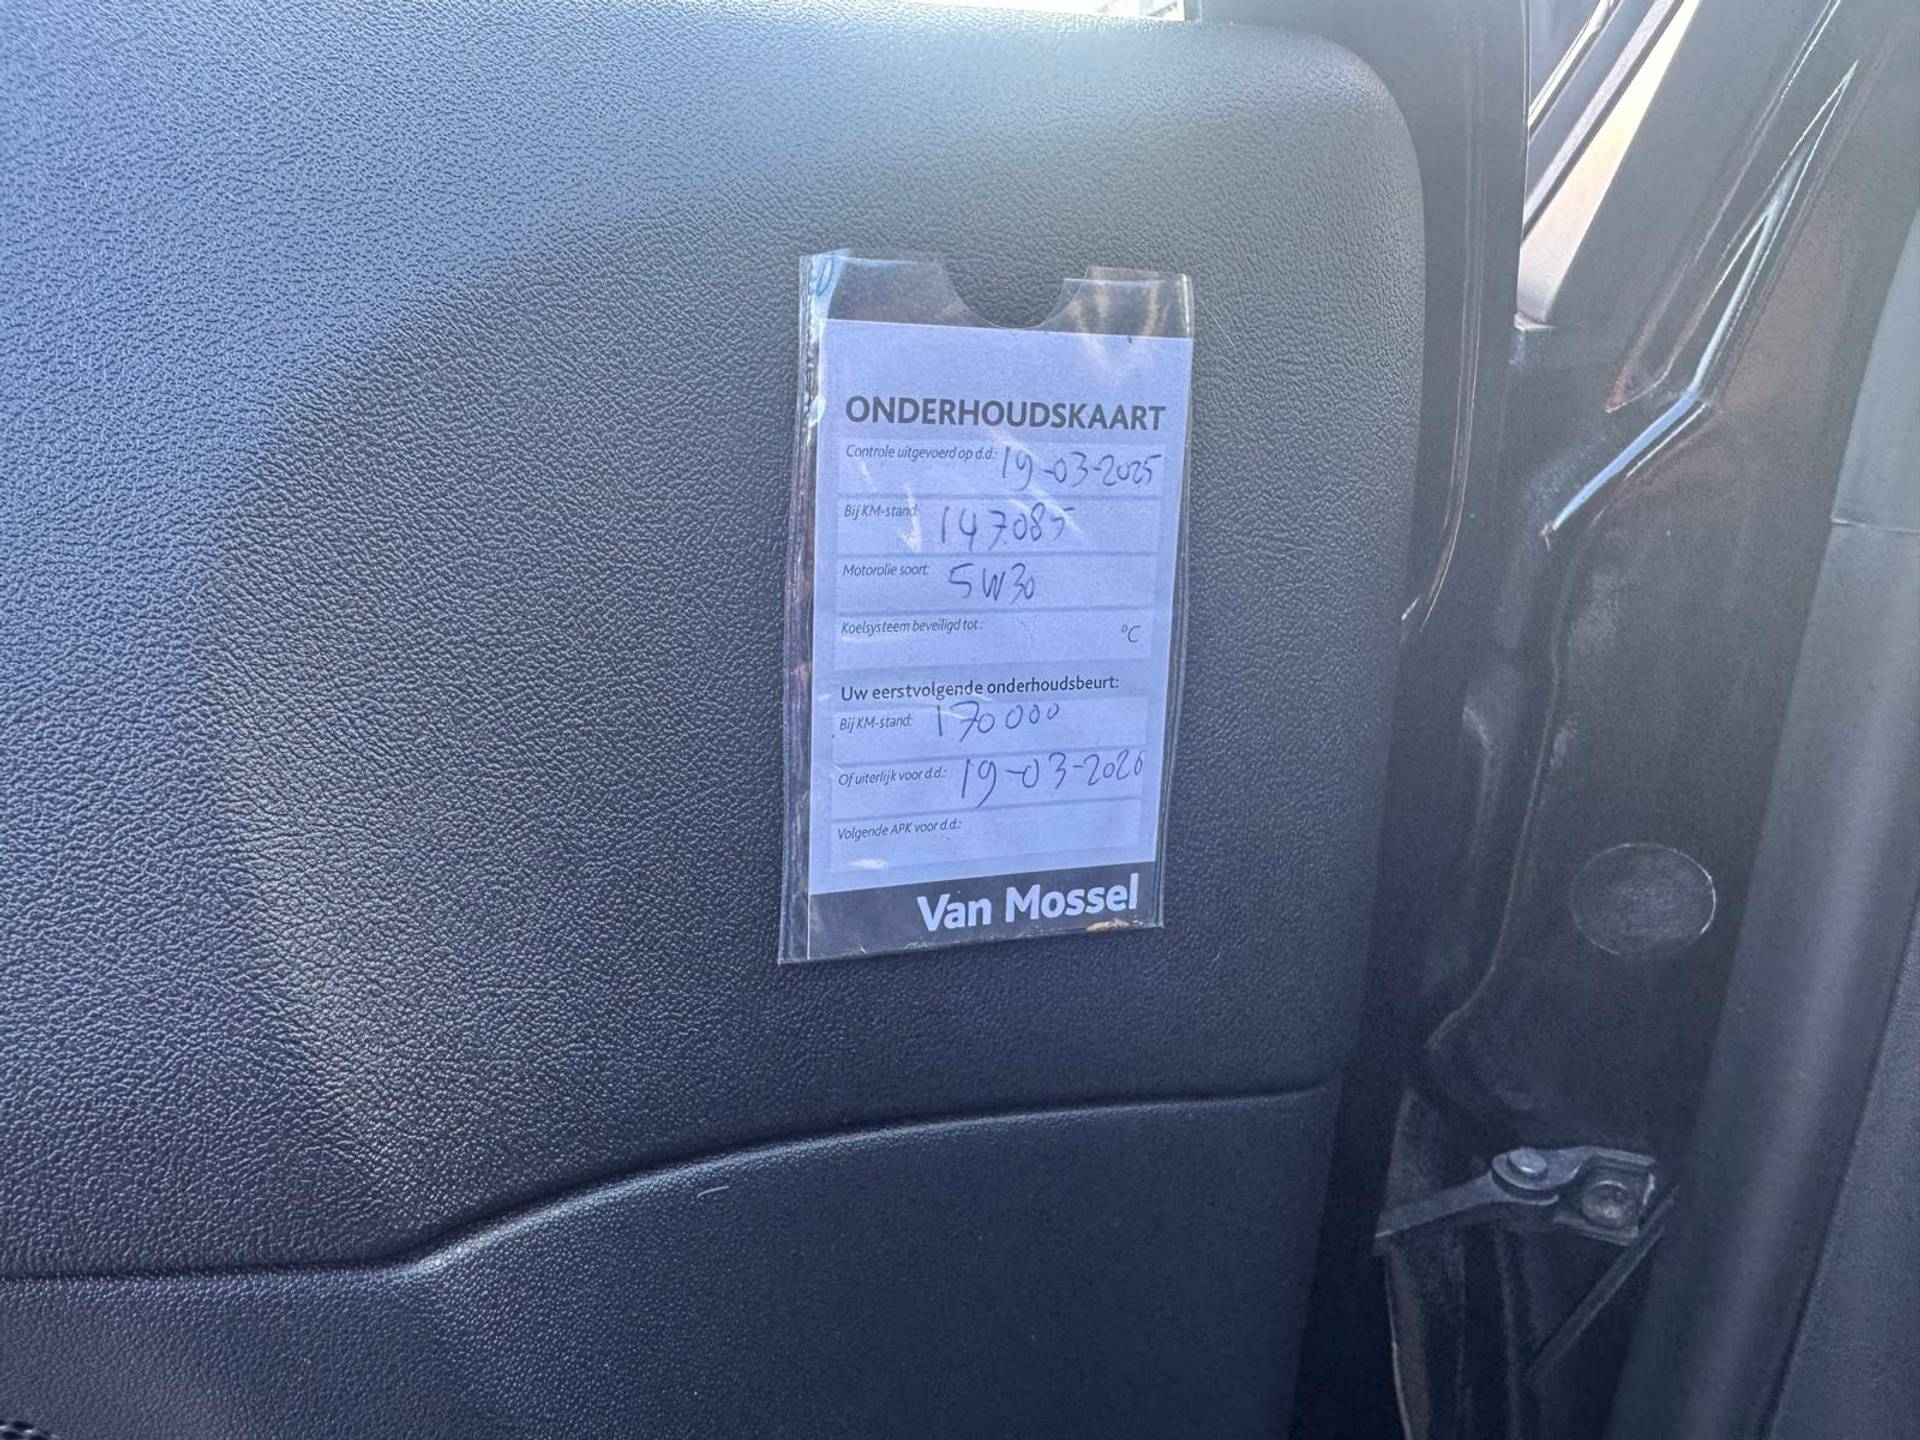 ONDERHOUDSKAART
Controle uitgevoerd op d.d.: 19-03-2025
Bij KM-stand: 147.085
Motorolie soort: 5W30
Koelsysteem beveiligd tot: °C
Uw eerstvolgende onderhoudsbeurt:
Bij KM-stand: 170000
Of uiterlijk voor d.d.: 19-03-2026
Volgende APK voor d.d.:
Van Mossel